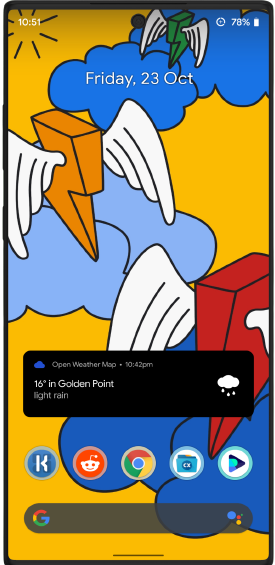 10:51
78%
Friday, 23 Oct
Open Weather Map • 10:42pm
16° in Golden Point
light rain
CX
G